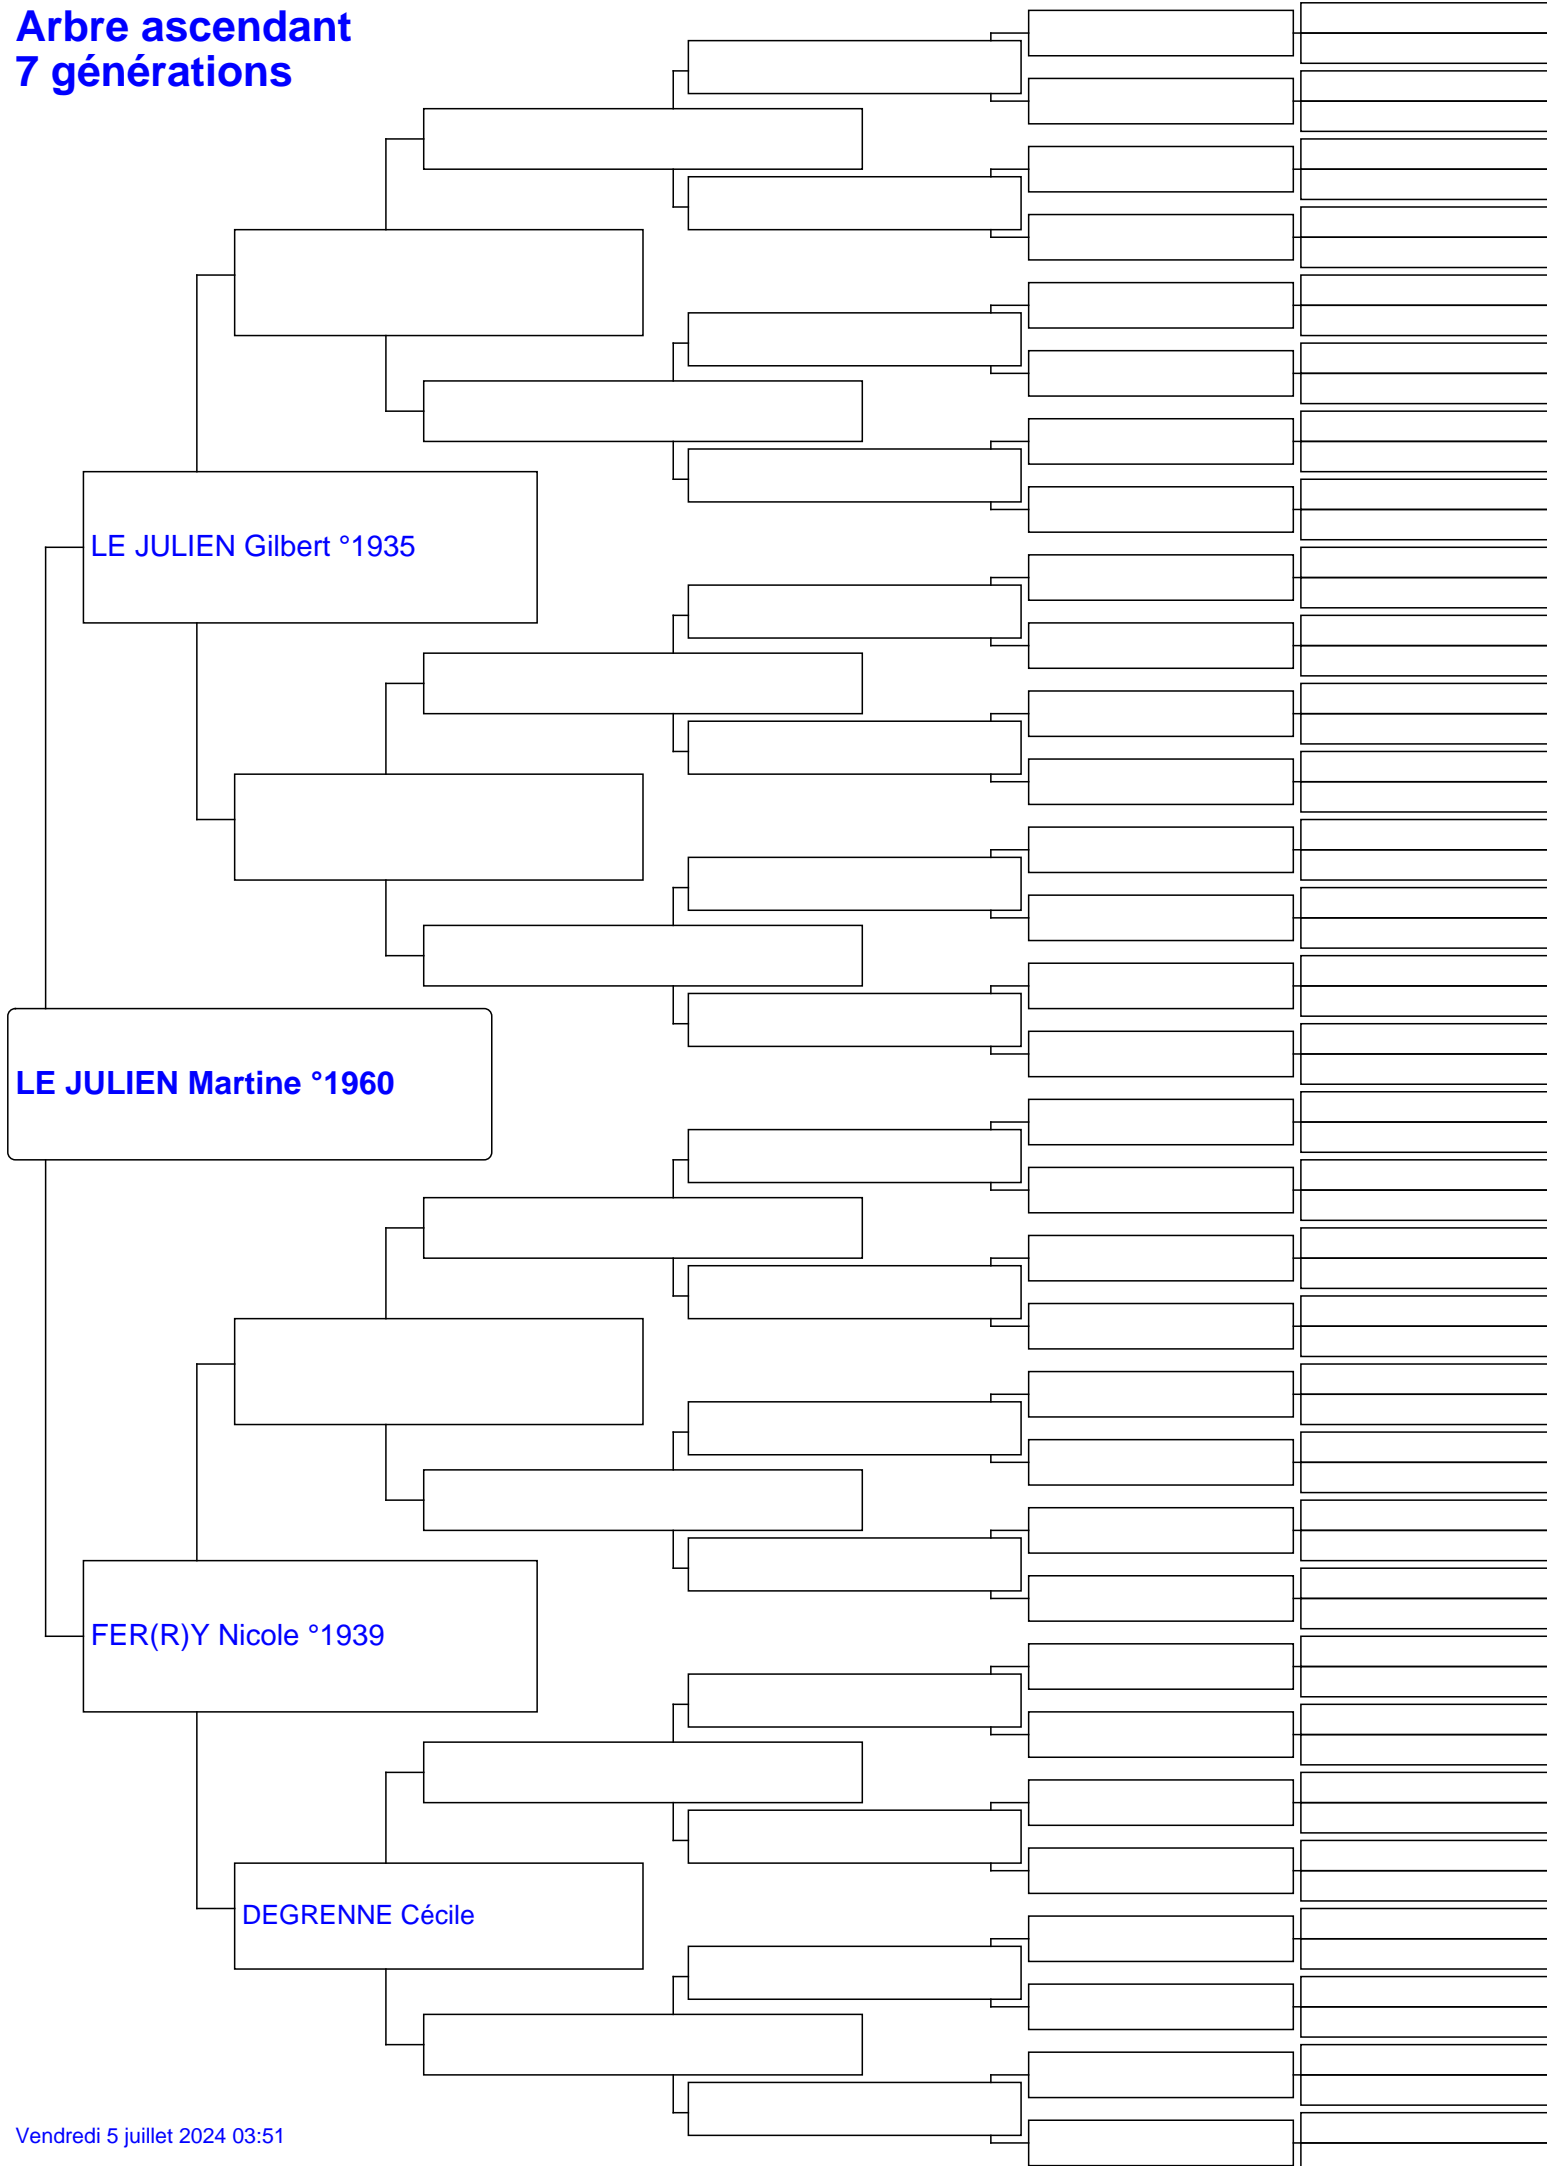 Arbre ascendant
7 générations
LE JULIEN Gilbert °1935
LE JULIEN Martine °1960
FER(R)Y Nicole °1939
DEGRENNE Cécile
Vendredi 5 juillet 2024 03:51